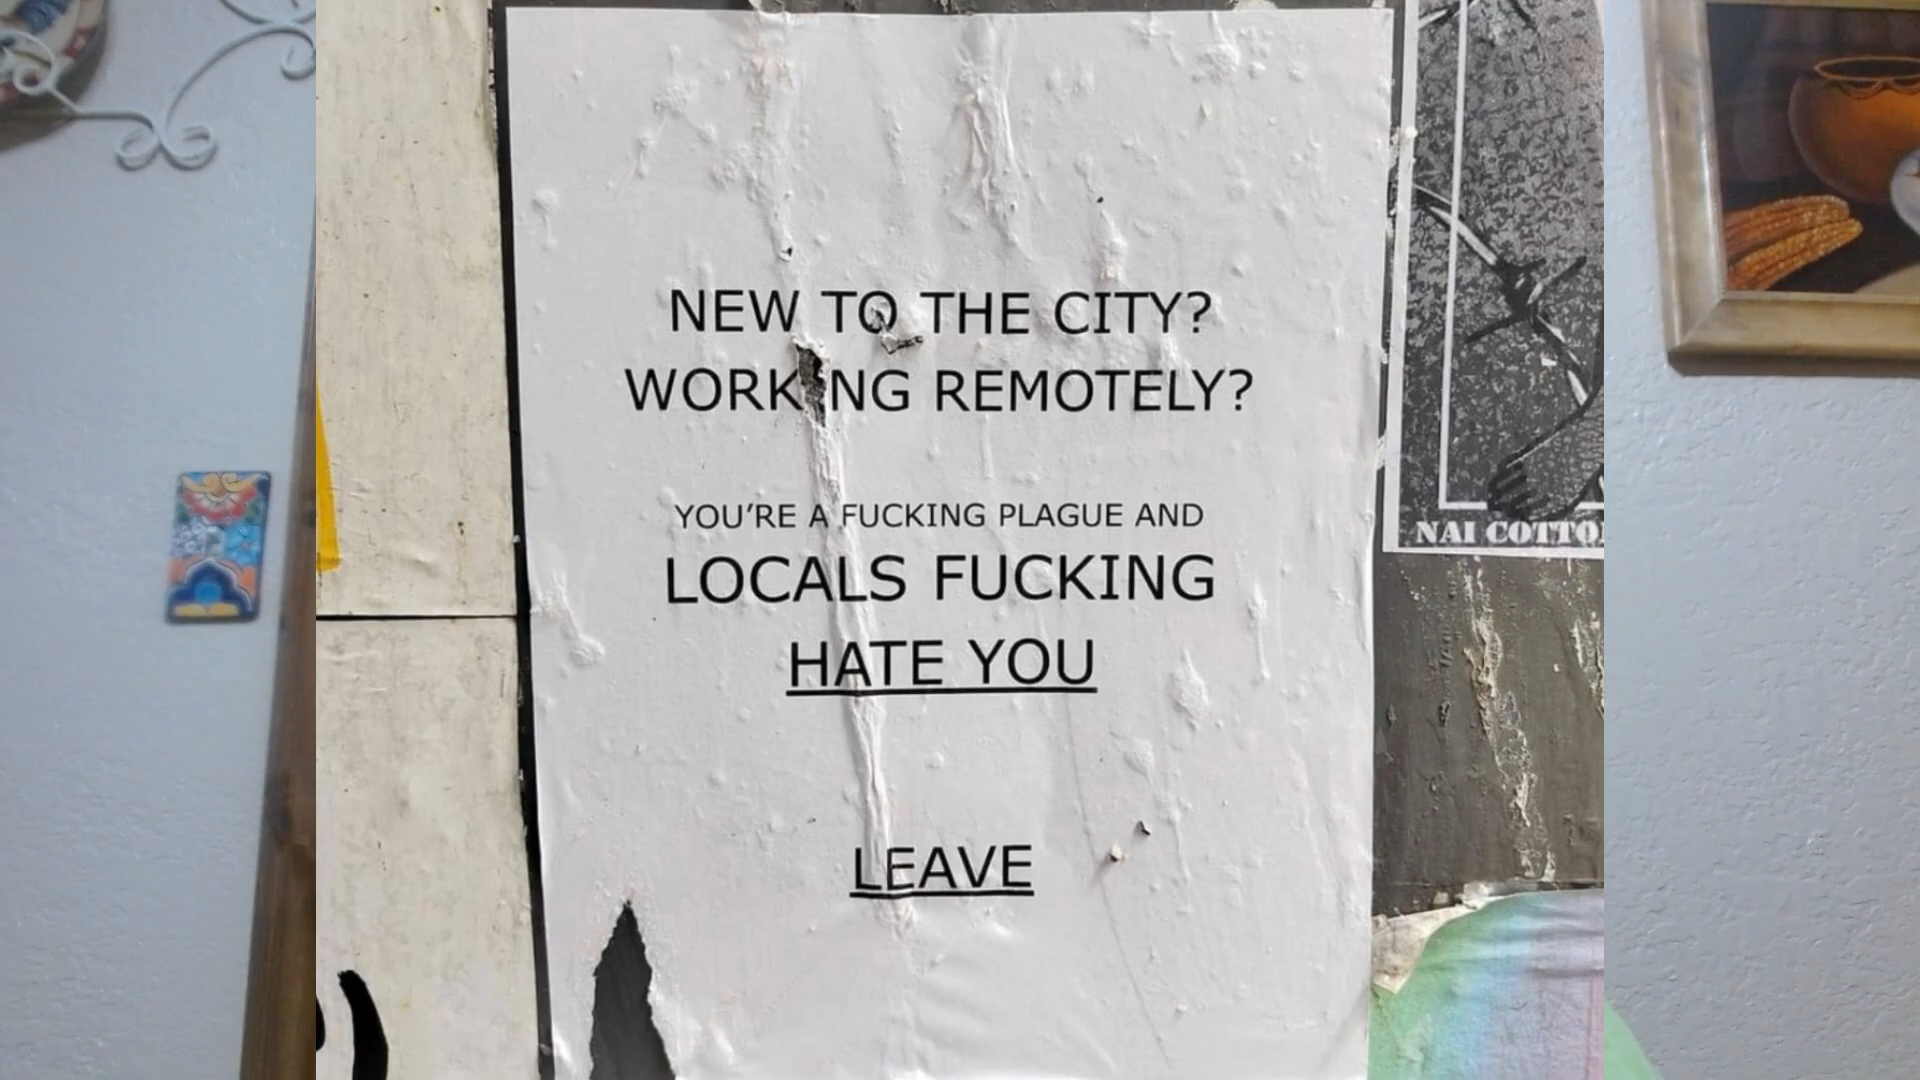 NEW TO THE CITY?
WORKING REMOTELY?
YOU'RE A FUCKING PLAGUE AND
LOCALS FUCKING
HATE YOU
LEAVE
NAI COTTO